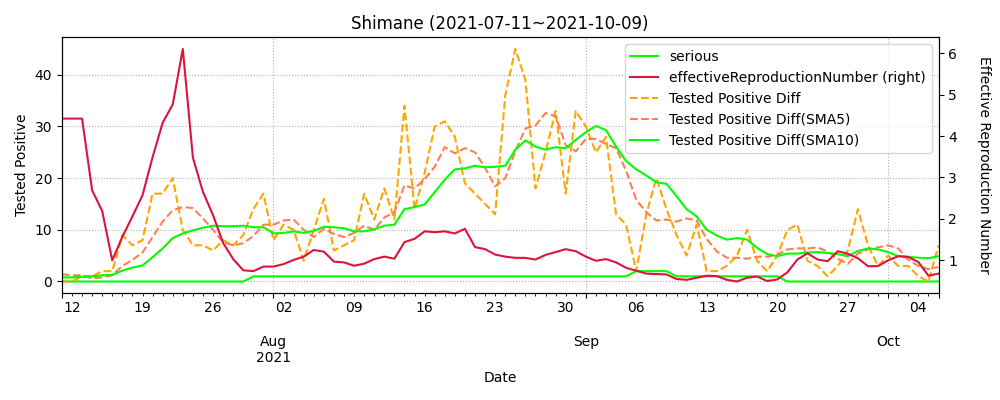 Shimane (2021-07-11~2021-10-09)
serious
effectiveReproductionNumber (right)
Tested Positive Diff
Tested Positive Diff(SMA5)
Tested Positive Diff(SMA10)
Tested Positive
40
30
20
10
0
Effective Reproduction Number
6
5
4
3
2
1
12 19 26 02 09 16 23 30 06 13 20 27 04
Aug Sep Oct
2021
Date